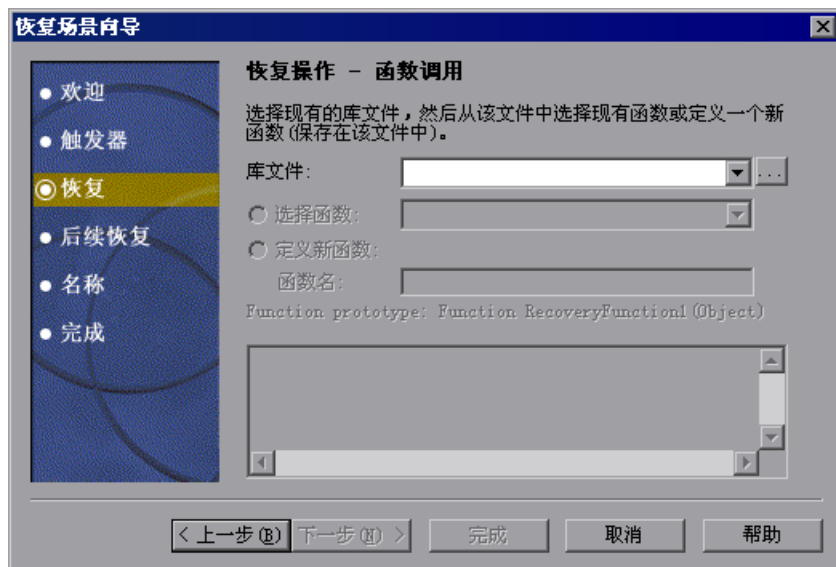 恢复场景向导
欢迎
触发器
恢复
后续恢复
名称
完成
恢复操作 - 函数调用
选择现有的库文件,然后从该文件中选择现有函数或定义一个新
函数(保存在该文件中)。
库文件:
...
选择函数:
定义新函数:
函数名:
Function prototype: Function RecoveryFunction1(Object)
< 上一步(B)
下一步(N) >
完成
取消
帮助